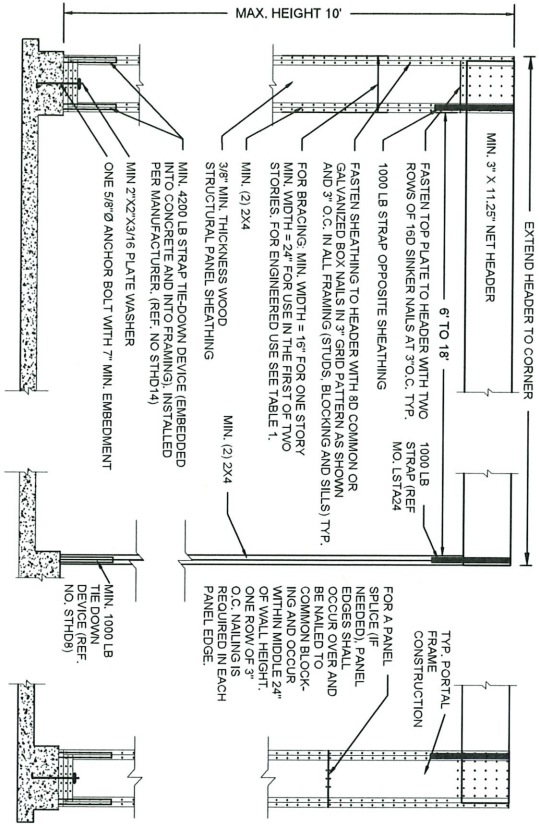 MAX. HEIGHT 10'
EXTEND HEADER TO CORNER
MIN. 3" X 11.25" NET HEADER
6' TO 18'
FASTEN TOP PLATE TO HEADER WITH TWO
ROWS OF 16D SINKER NAILS AT 3"O.C. TYP.
1000 LB STRAP OPPOSITE SHEATHING
FASTEN SHEATHING TO HEADER WITH 8D COMMON OR
GALVANIZED BOX NAILS IN 3" GRID PATTERN AS SHOWN
AND 3" O.C. IN ALL FRAMING (STUDS, BLOCKING AND SILLS) TYP.
FOR BRACING: MIN. WIDTH = 16" FOR ONE STORY
MIN. WIDTH = 24" FOR USE IN THE FIRST OF TWO
STORIES. FOR ENGINEERED USE SEE TABLE 1.
MIN. (2) 2X4
3/8" MIN. THICKNESS WOOD
STRUCTURAL PANEL SHEATHING
MIN. 4200 LB STRAP TIE-DOWN DEVICE (EMBEDDED
INTO CONCRETE AND INTO FRAMING). INSTALLED
PER MANUFACTURER. (REF. NO STHD14)
MIN 2"X2"X3/16 PLATE WASHER
ONE 5/8"Ø ANCHOR BOLT WITH 7" MIN. EMBEDMENT
1000 LB
STRAP (REF
MO. LSTA24
MIN. (2) 2X4
MIN. 1000 LB
TIE DOWN
DEVICE (REF.
NO. STHD8)
TYP. PORTAL
FRAME
CONSTRUCTION
FOR A PANEL
SPLICE (IF
NEEDED), PANEL
EDGES SHALL
OCCUR OVER AND
BE NAILED TO
COMMON BLOCK-
ING AND OCCUR
WITHIN MIDDLE 24"
OF WALL HEIGHT.
ONE ROW OF 3"
O.C. NAILING IS
REQUIRED IN EACH
PANEL EDGE.